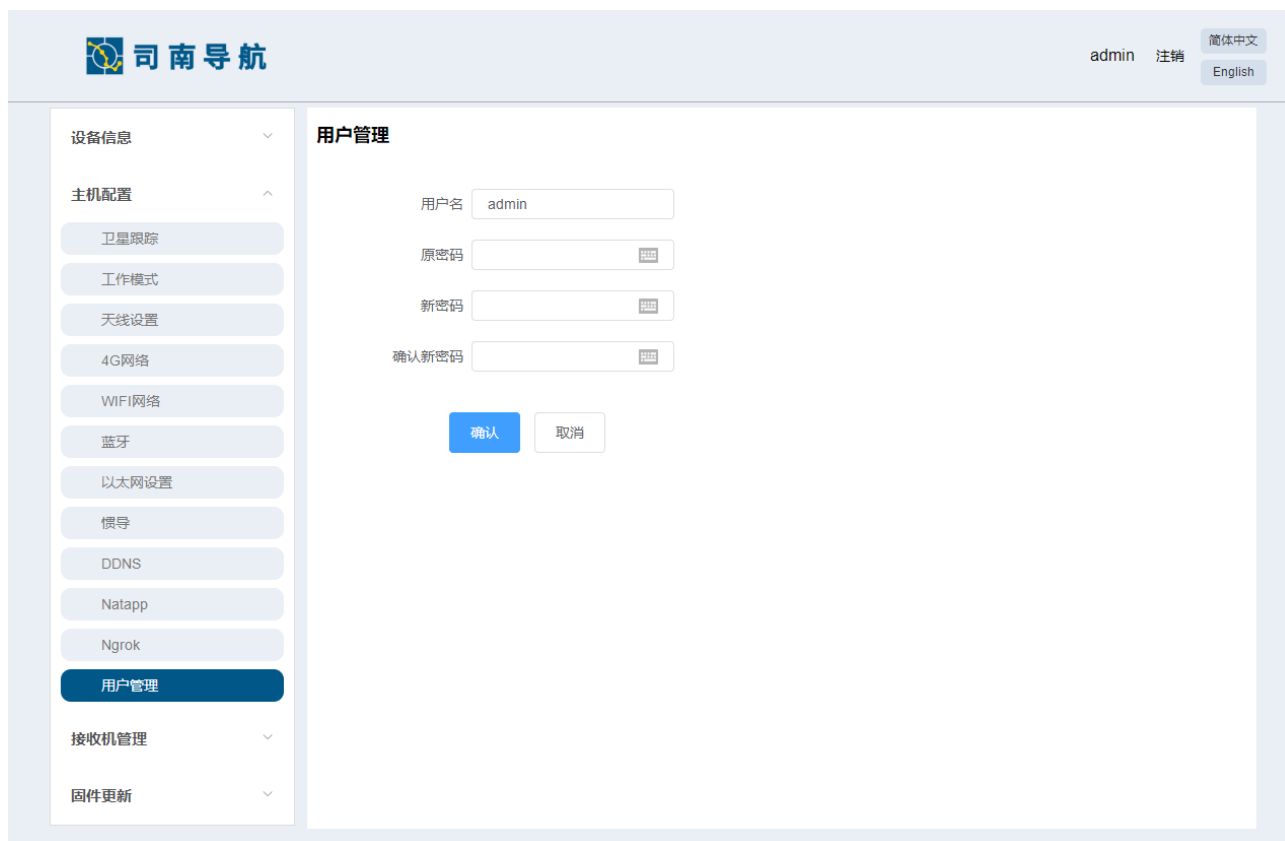 司南导航
admin 注销 简体中文
English
设备信息
主机配置
卫星跟踪
工作模式
天线设置
4G网络
WIFI网络
蓝牙
以太网设置
惯导
DDNS
Natapp
Ngrok
用户管理
接收机管理
固件更新
用户管理
用户名 admin
原密码
新密码
确认新密码
确认 取消